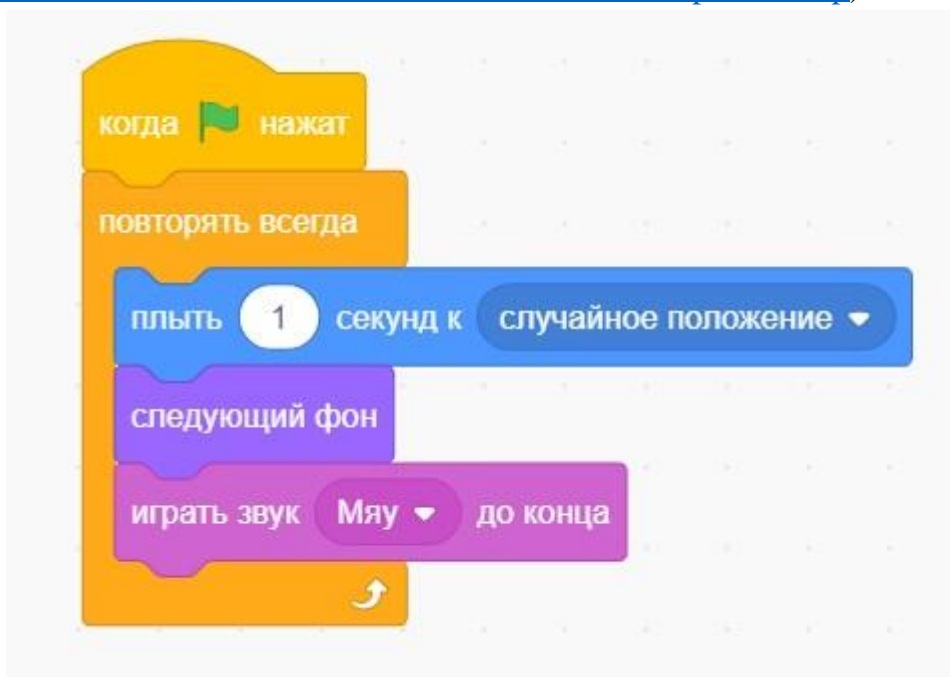 когда нажат
повторять всегда
плыть 1 секунд к случайное положение
следующий фон
играть звук Мяу до конца